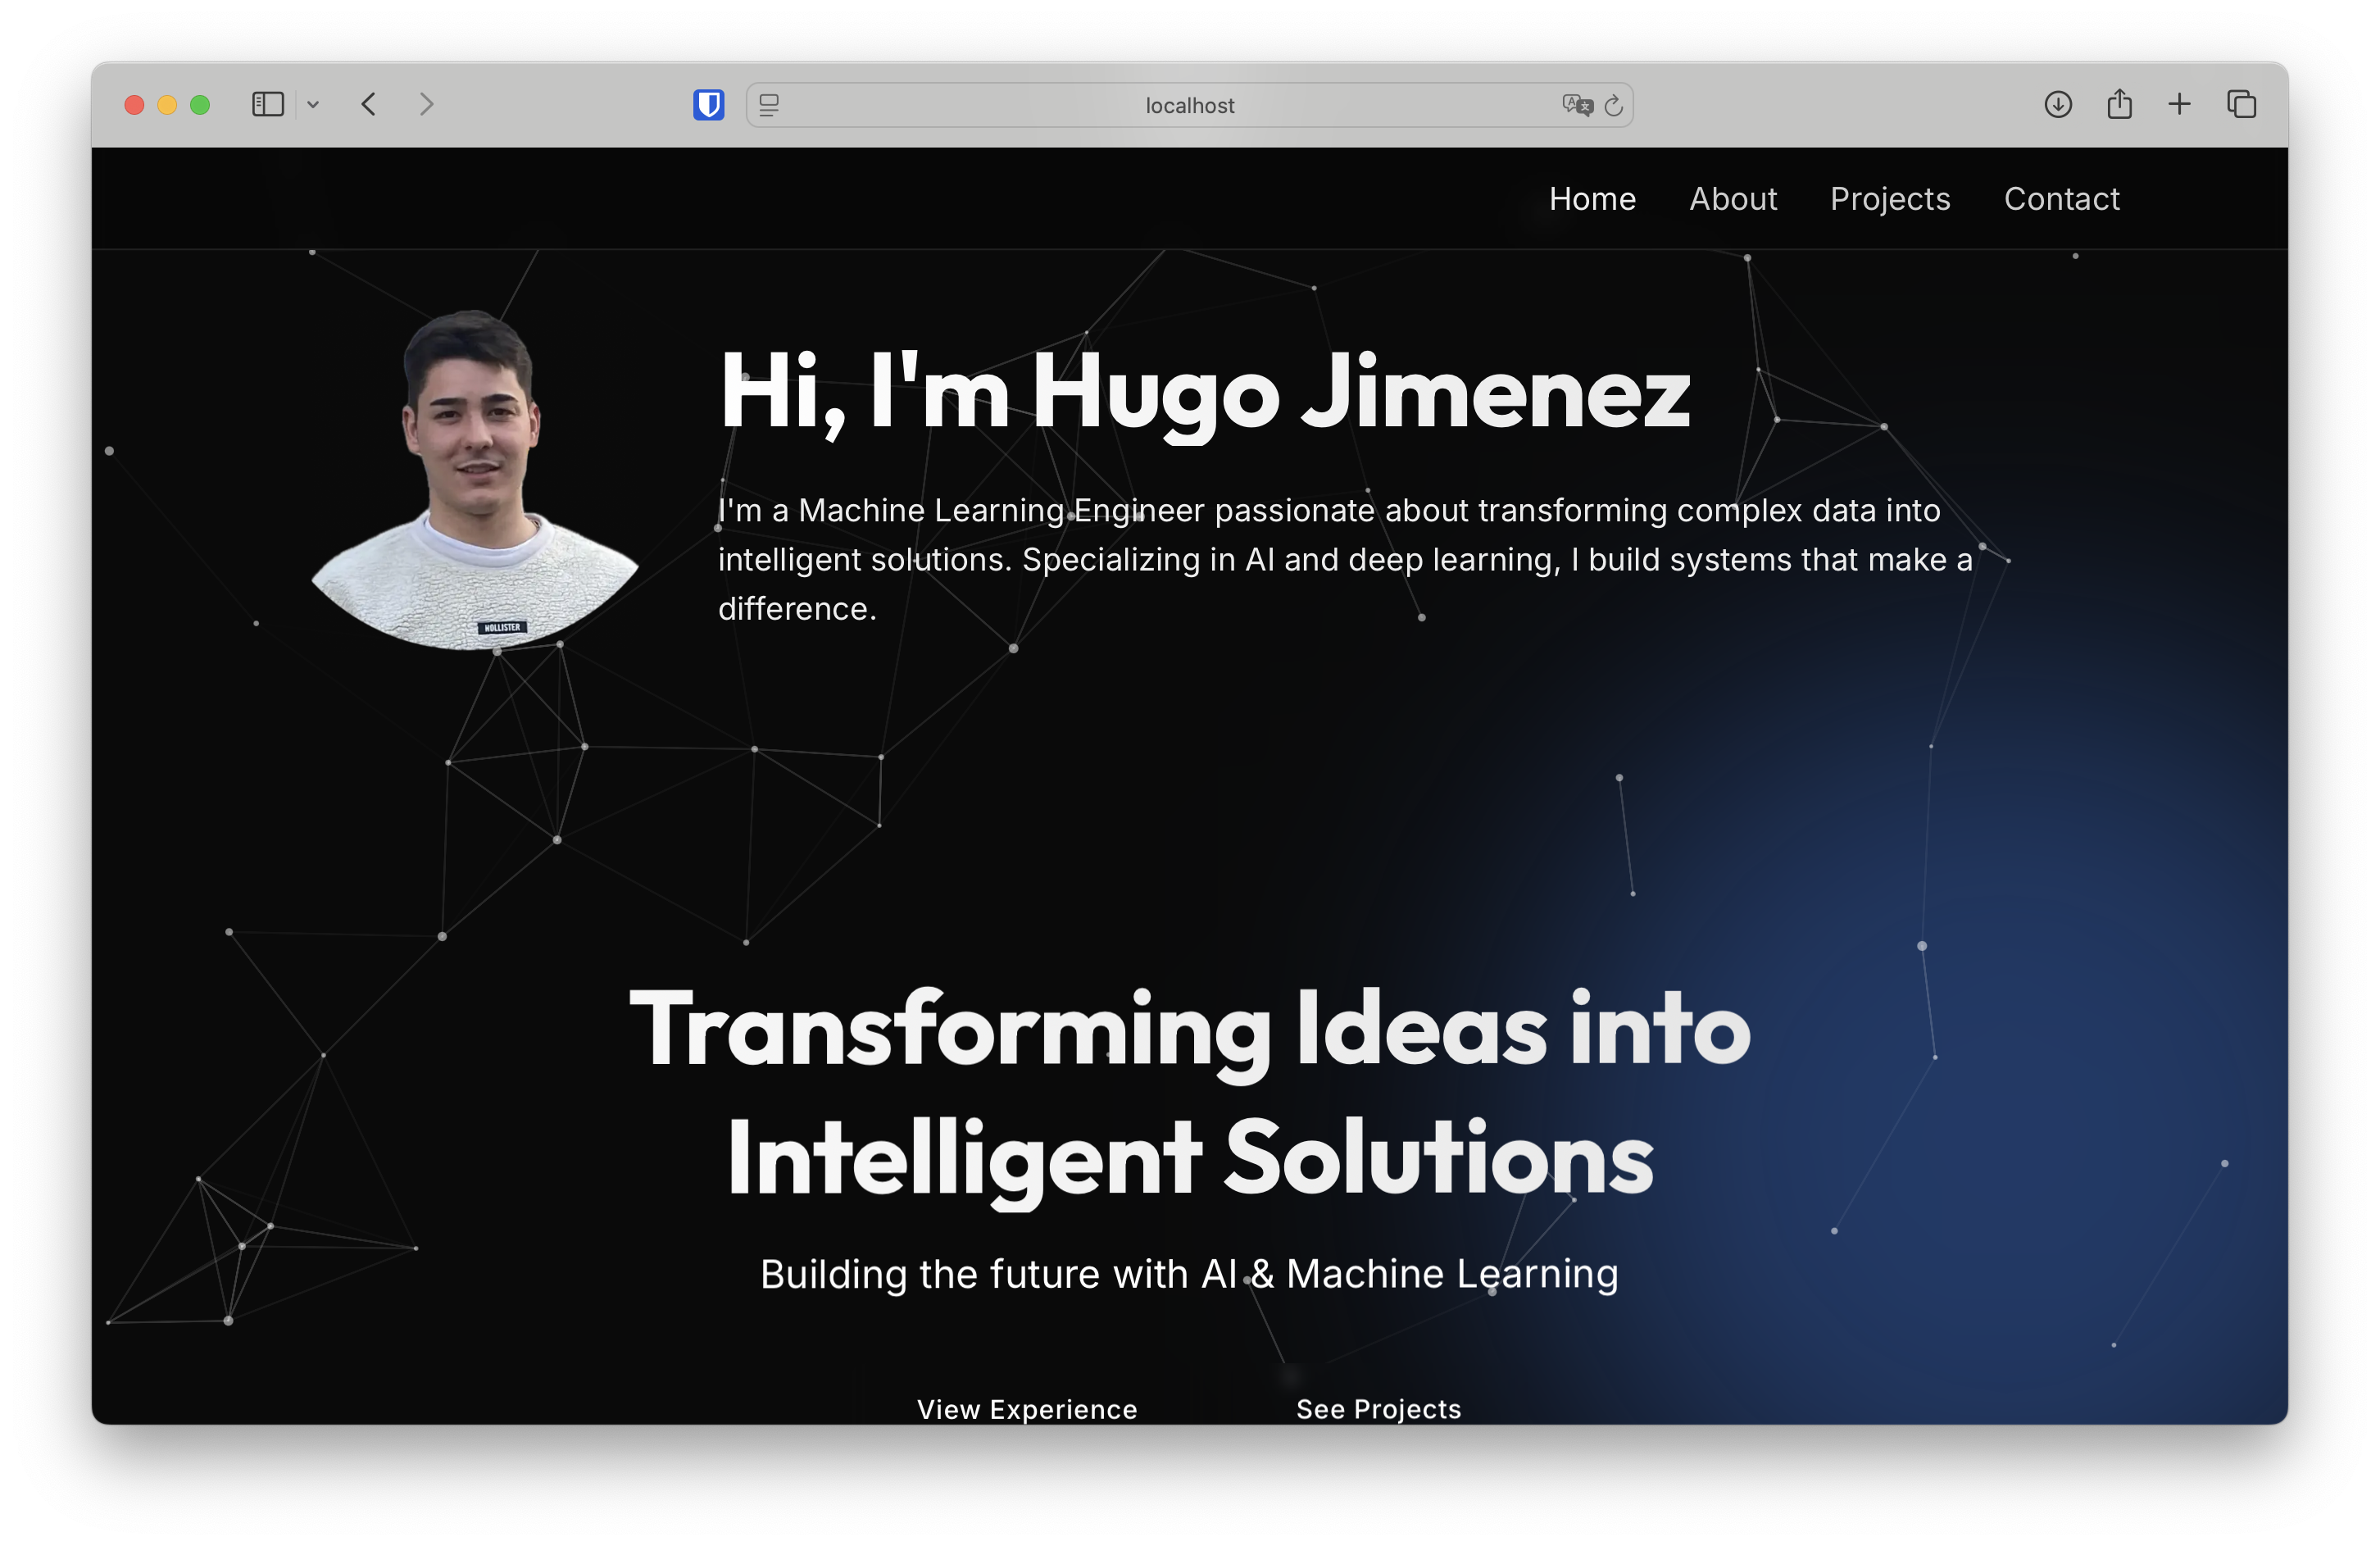 localhost
Home About Projects Contact
Hi, I'm Hugo Jimenez
I'm a Machine Learning Engineer passionate about transforming complex data into
intelligent solutions. Specializing in AI and deep learning, I build systems that make a
difference.
HOLLISTER
Transforming Ideas into
Intelligent Solutions
Building the future with AI & Machine Learning
View Experience See Projects